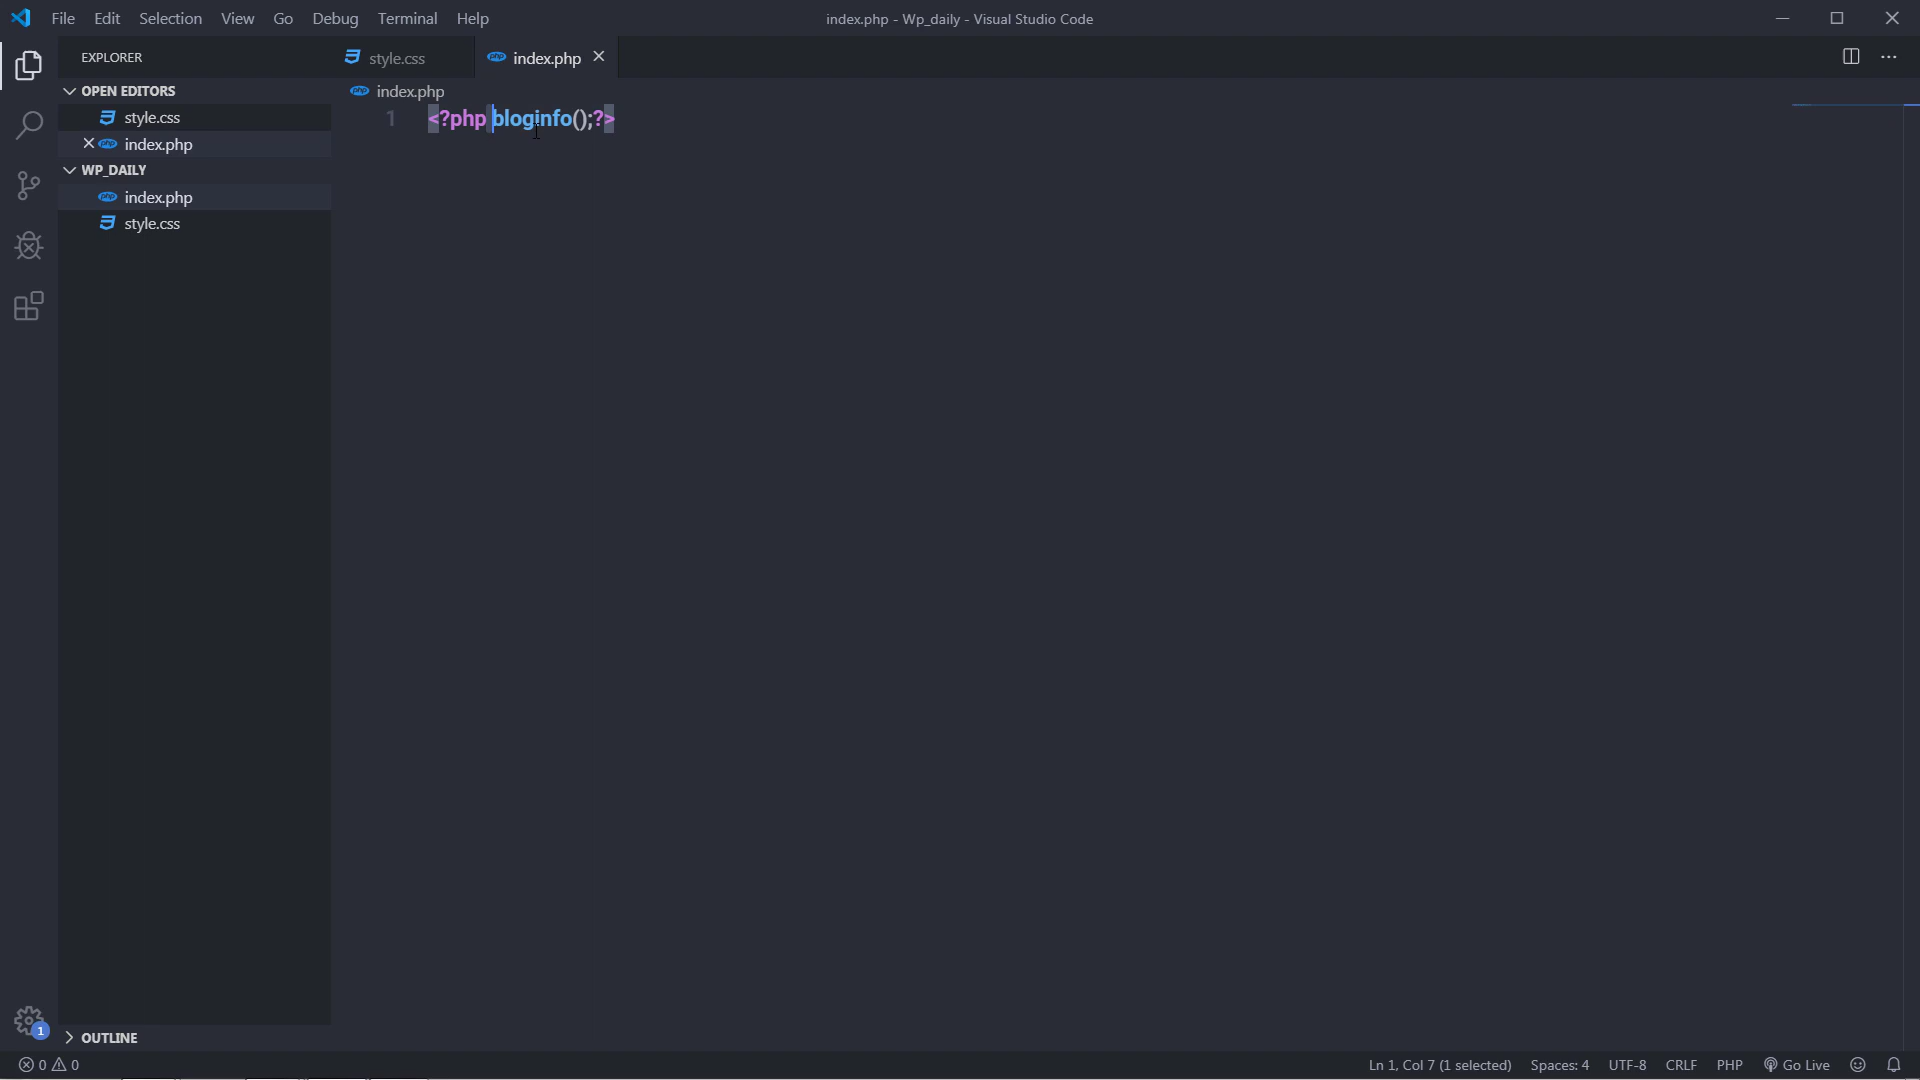 File Edit Selection View Go Debug Terminal Help
index.php - Wp_daily - Visual Studio Code
EXPLORER
style.css
index.php
OPEN EDITORS
style.css
index.php
WP_DAILY
index.php
style.css
index.php
1 <?php bloginfo();?>
1
OUTLINE
0 0
Ln 1, Col 7 (1 selected) Spaces: 4 UTF-8 CRLF PHP Go Live